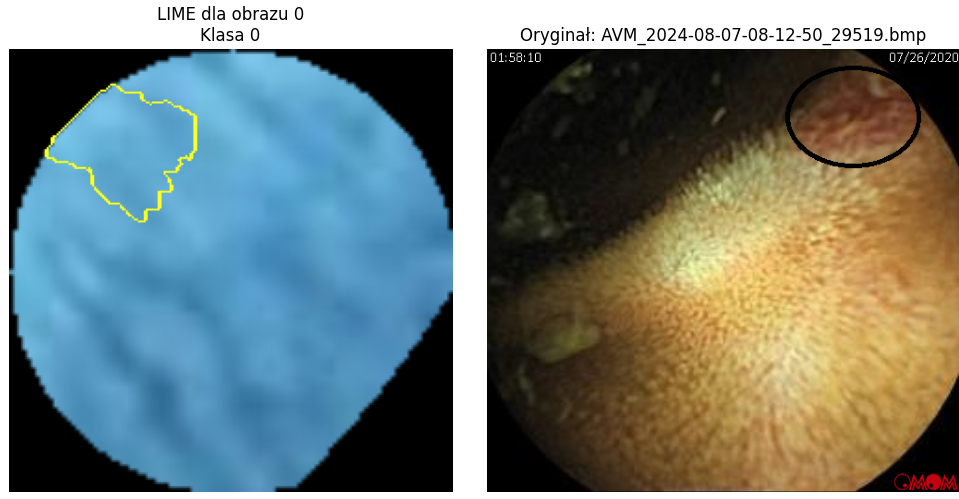 LIME dla obrazu 0
Klasa 0
Oryginał: AVM_2024-08-07-08-12-50_29519.bmp
01:58:10
07/26/2020
OMOM